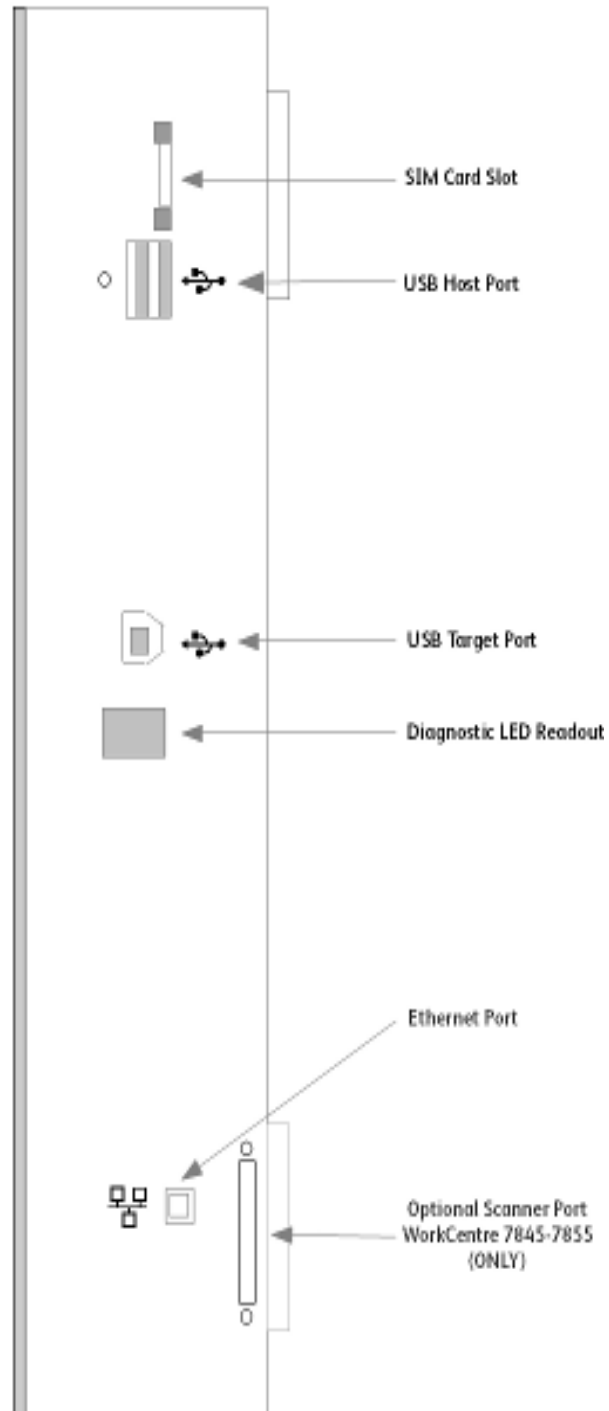 SIM Card Slot
USB Host Port
USB Target Port
Diagnostic LED Readout
Ethernet Port
Optional Scanner Port
WorkCentre 7845-7855
(ONLY)